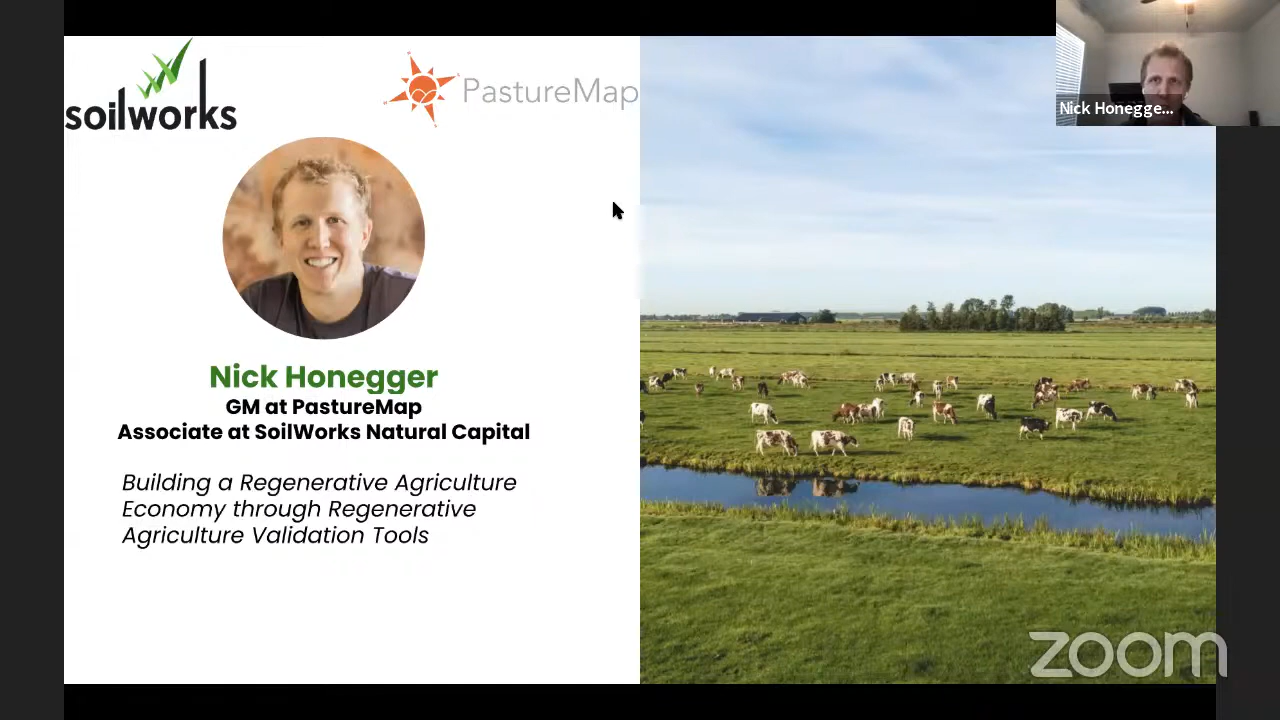 soilworks
PastureMap
Nick Honegge...
Nick Honegger
GM at PastureMap
Associate at SoilWorks Natural Capital
Building a Regenerative Agriculture
Economy through Regenerative
Agriculture Validation Tools
zoom